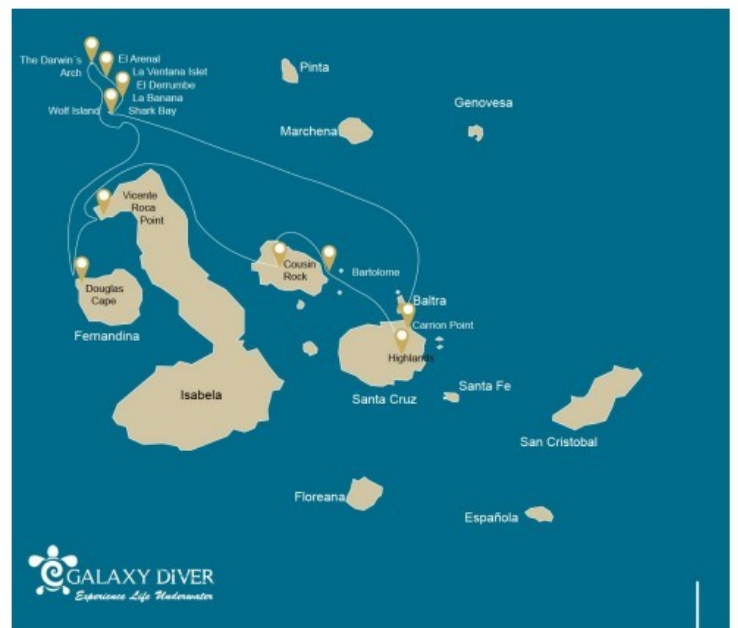 The Darwin´s
Arch
El Arenal
La Ventana Islet
El Derrumbe
La Banana
Wolf Island
Shark Bay
Pinta
Genovesa
Marchena
Vicente
Roca
Point
Cousin
Rock
Bartolome
Douglas
Cape
Baltra
Carrion Point
Fernandina
Highlands
Isabela
Santa Fe
Santa Cruz
San Cristobal
Floreana
Española
GALAXY DIVER
Experience Life Underwater